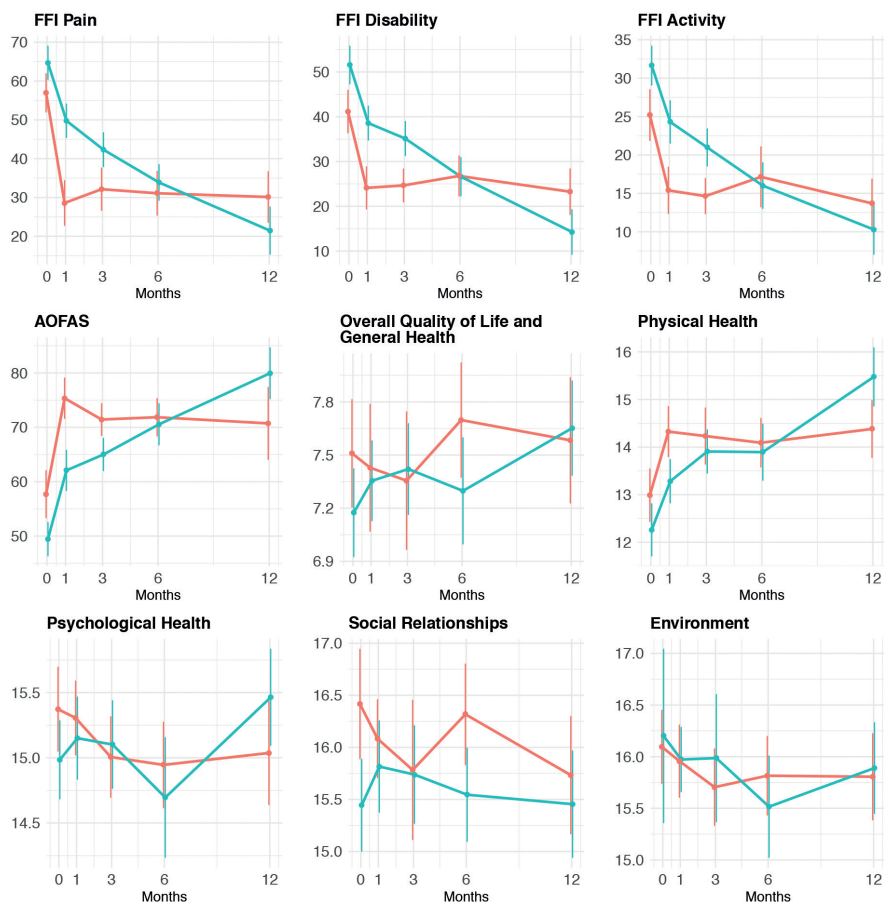 FFI Pain
70
60
50
40
30
20
0 1 3 6 12
Months
FFI Disability
50
40
30
20
10
0 1 3 6 12
Months
FFI Activity
35
30
25
20
15
10
0 1 3 6 12
Months
AOFAS
80
70
60
50
0 1 3 6 12
Months
Overall Quality of Life and
General Health
7.8
7.5
7.2
6.9
0 1 3 6 12
Months
Physical Health
16
15
14
13
12
0 1 3 6 12
Months
Psychological Health
15.5
15.0
14.5
0 1 3 6 12
Months
Social Relationships
17.0
16.5
16.0
15.5
15.0
0 1 3 6 12
Months
Environment
17.0
16.5
16.0
15.5
15.0
0 1 3 6 12
Months